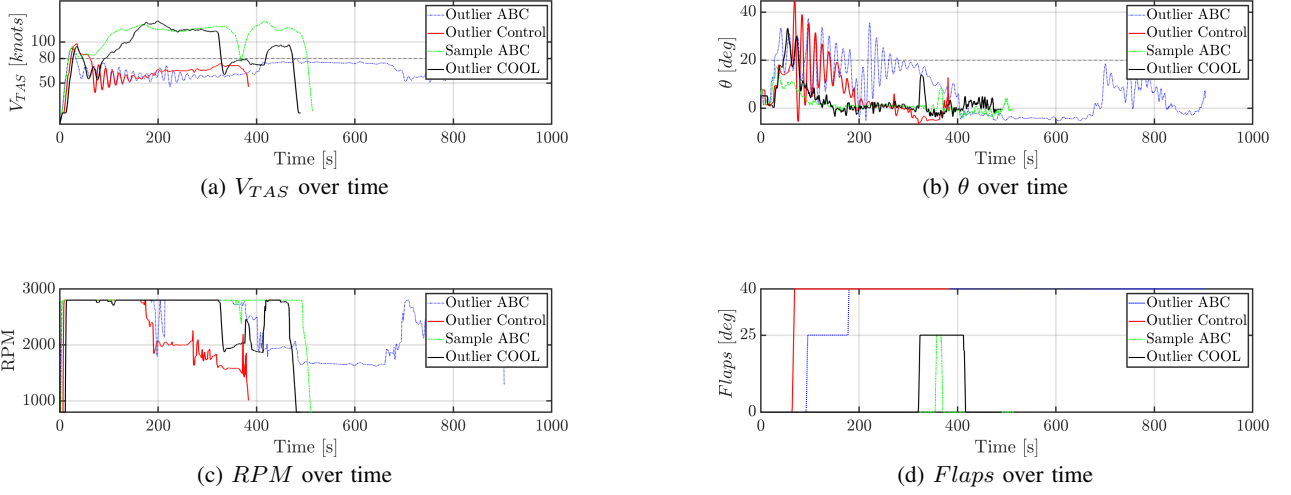 V_TAS [knots]
100
80
50
0
200
400
600
800
1000
Time [s]
Outlier ABC
Outlier Control
Sample ABC
Outlier COOL
(a) V_TAS over time
θ [deg]
40
20
0
0
200
400
600
800
1000
Time [s]
Outlier ABC
Outlier Control
Sample ABC
Outlier COOL
(b) θ over time
RPM
3000
2000
1000
0
200
400
600
800
1000
Time [s]
Outlier ABC
Outlier Control
Sample ABC
Outlier COOL
(c) RPM over time
Flaps [deg]
40
25
0
0
200
400
600
800
1000
Time [s]
Outlier ABC
Outlier Control
Sample ABC
Outlier COOL
(d) Flaps over time